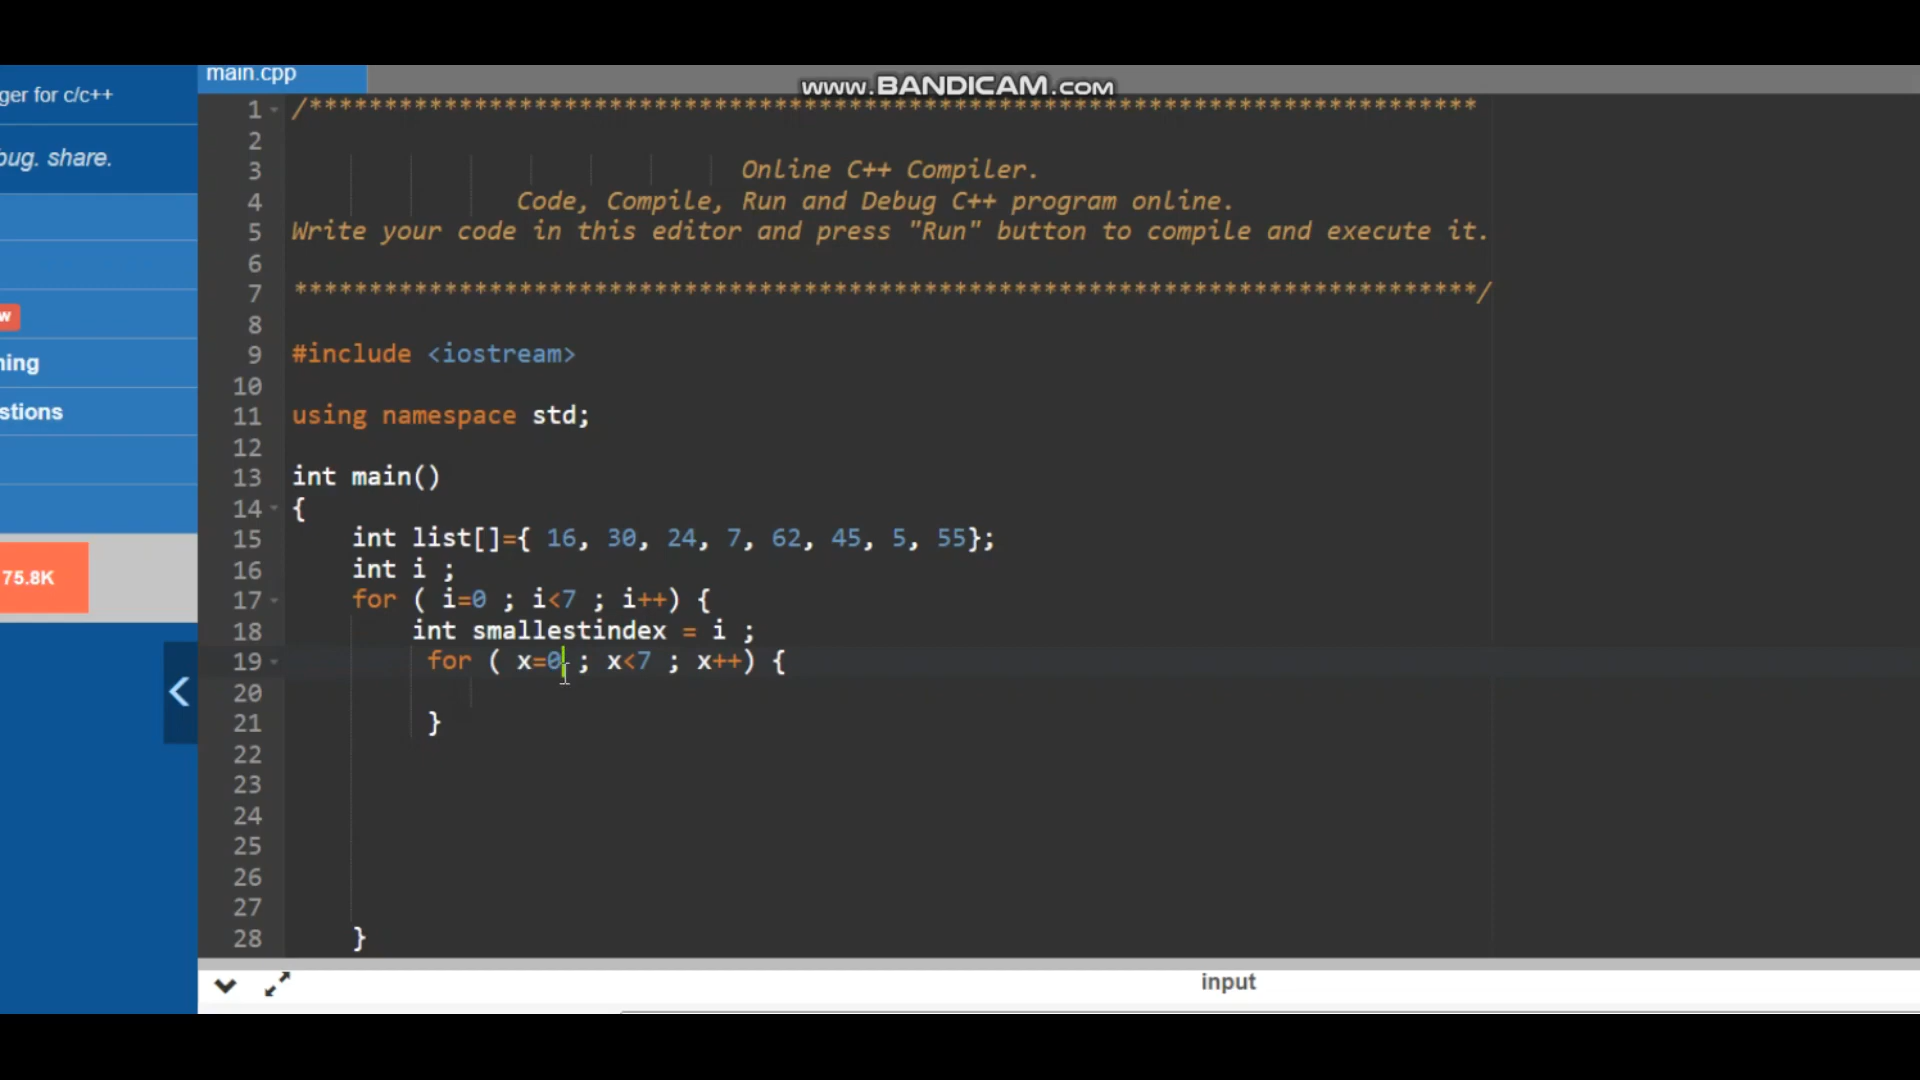 main.cpp
www.BANDICAM.com
ger for c/c++
bug. share.
w
ning
stions
75.8K
1 /******************************************************************************
2
3 Online C++ Compiler.
4 Code, Compile, Run and Debug C++ program online.
5 Write your code in this editor and press "Run" button to compile and execute it.
6
7 *******************************************************************************/
8
9 #include <iostream>
10
11 using namespace std;
12
13 int main()
14 {
15 int list[]={ 16, 30, 24, 7, 62, 45, 5, 55};
16 int i ;
17 for ( i=0 ; i<7 ; i++) {
18 int smallestindex = i ;
19 for ( x=0 ; x<7 ; x++) {
20
21 }
22
23
24
25
26
27
28 }
input